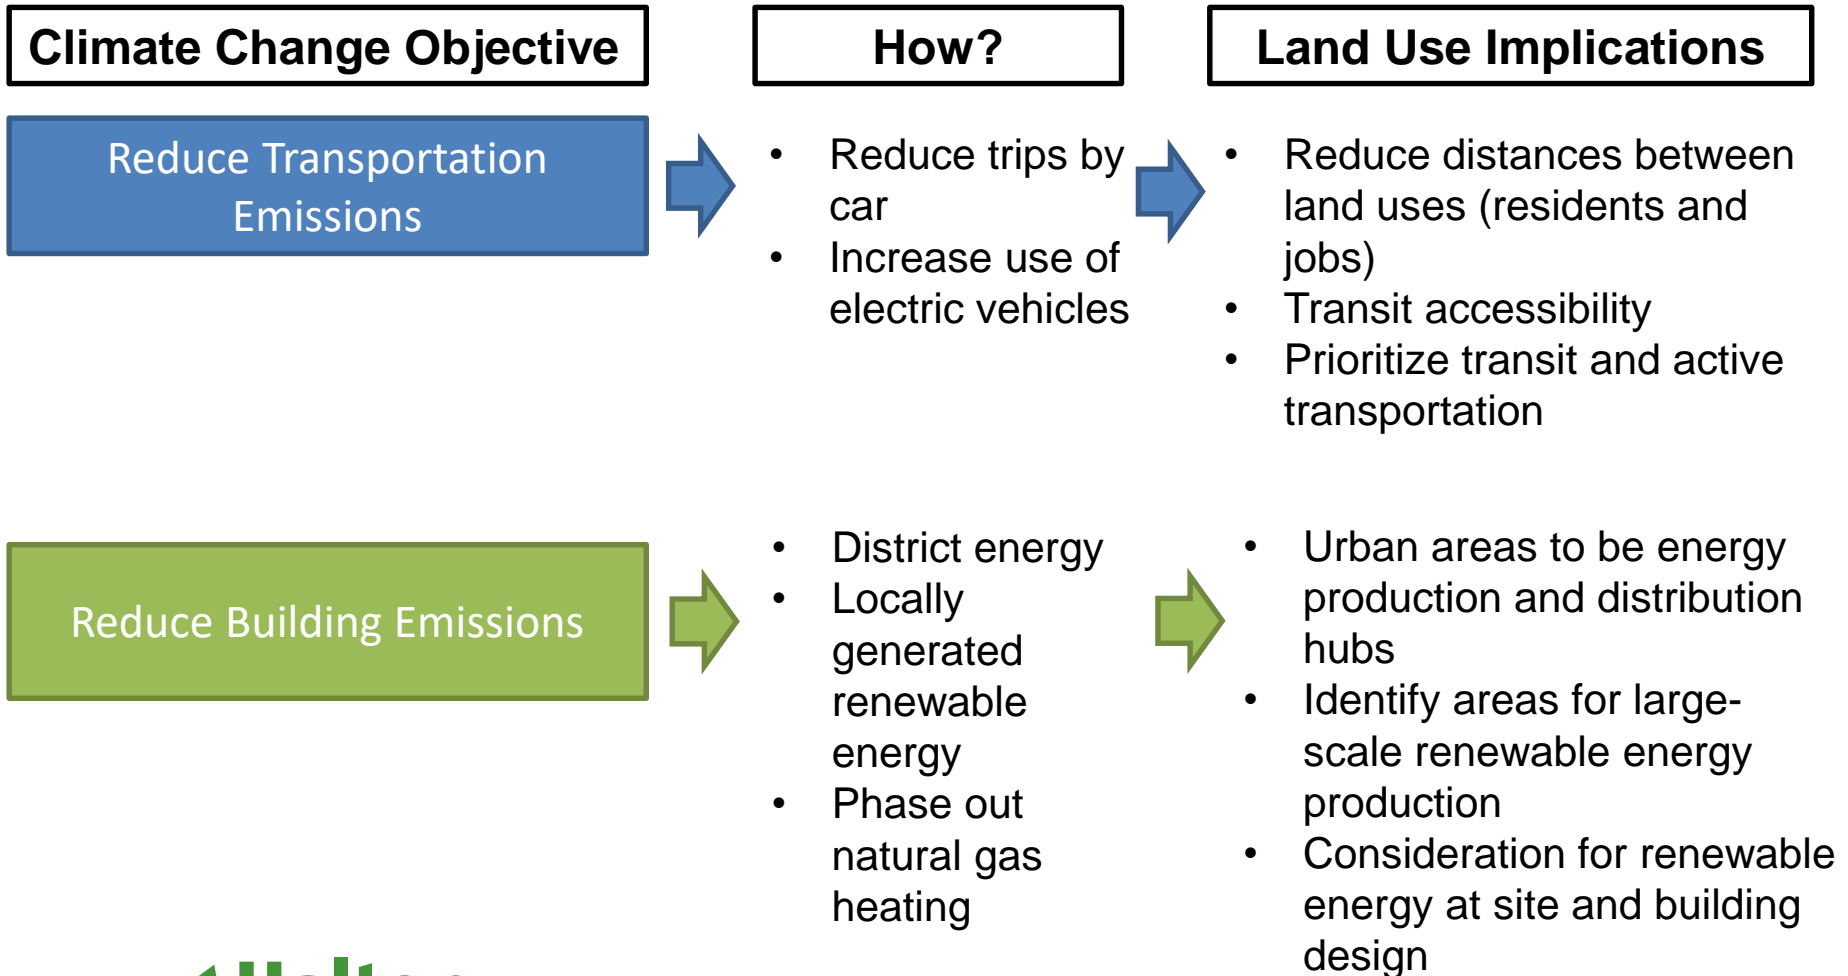 Climate Change Objective
How?
Land Use Implications
Reduce Transportation
Emissions
• Reduce trips by
car
• Increase use of
electric vehicles
• Reduce distances between
land uses (residents and
jobs)
• Transit accessibility
• Prioritize transit and active
transportation
Reduce Building Emissions
• District energy
• Locally
generated
renewable
energy
• Phase out
natural gas
heating
• Urban areas to be energy
production and distribution
hubs
• Identify areas for large-
scale renewable energy
production
• Consideration for renewable
energy at site and building
design